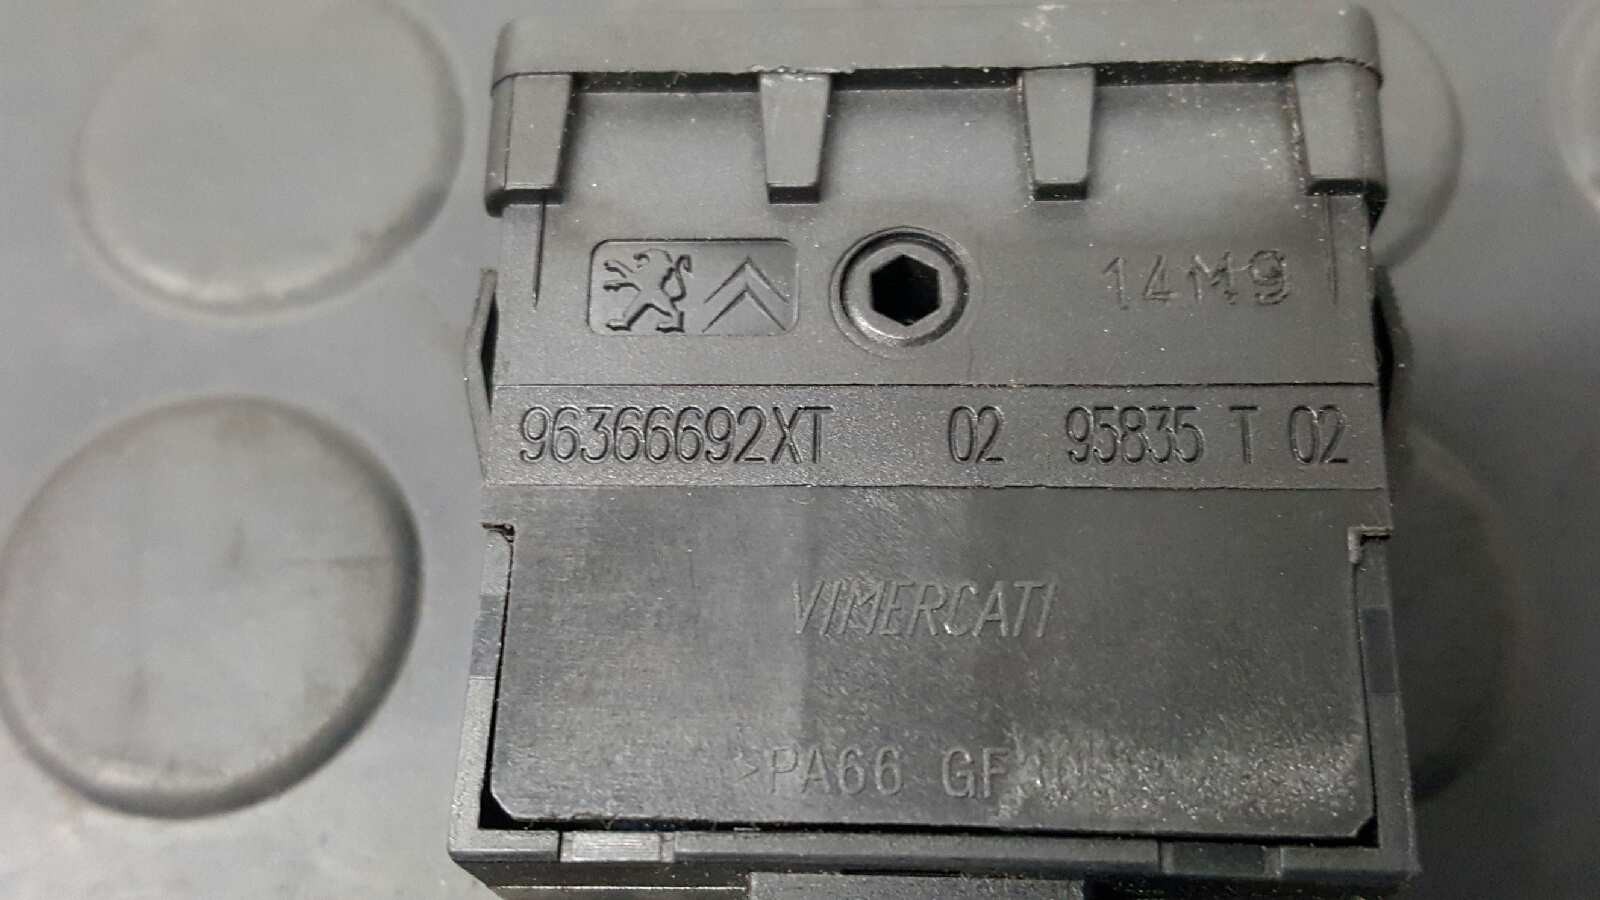 14M9
96366692XT 02 95835 T 02
VIMERCATI
>PA66 GF